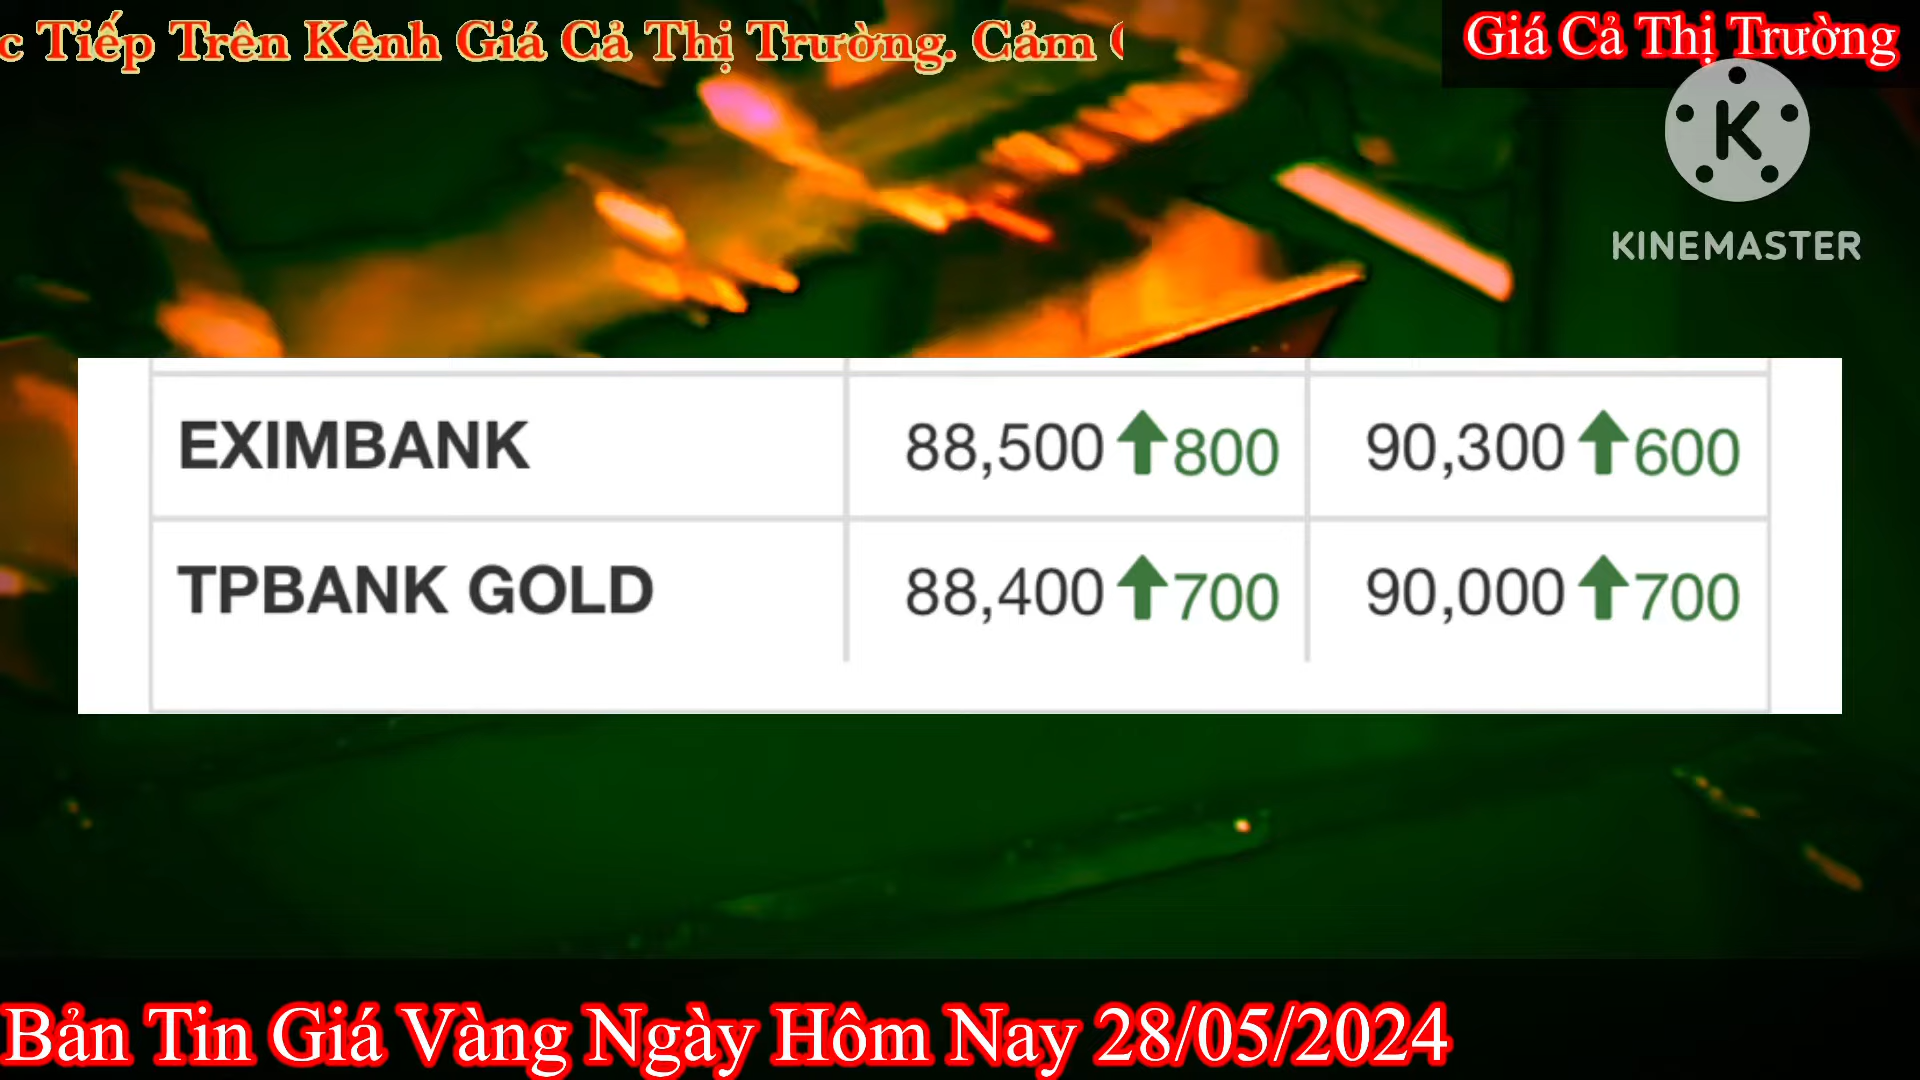 c Tiếp Trên Kênh Giá Cả Thị Trường. Cảm
Giá Cả Thị Trường
K
KINEMASTER
EXIMBANK 88,500 800 90,300 600
TPBANK GOLD 88,400 700 90,000 700
Bản Tin Giá Vàng Ngày Hôm Nay 28/05/2024